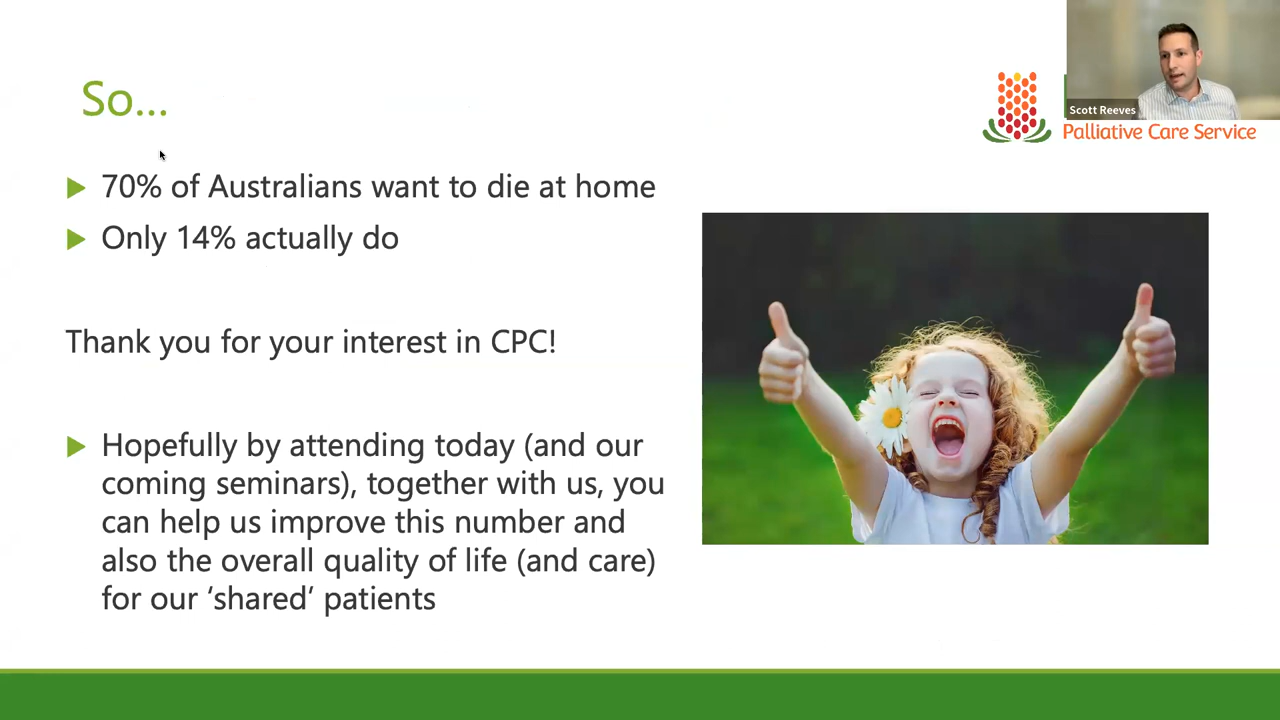 So...
Scott Reeves
Palliative Care Service
70% of Australians want to die at home
Only 14% actually do
Thank you for your interest in CPC!
Hopefully by attending today (and our
coming seminars), together with us, you
can help us improve this number and
also the overall quality of life (and care)
for our ‘shared’ patients